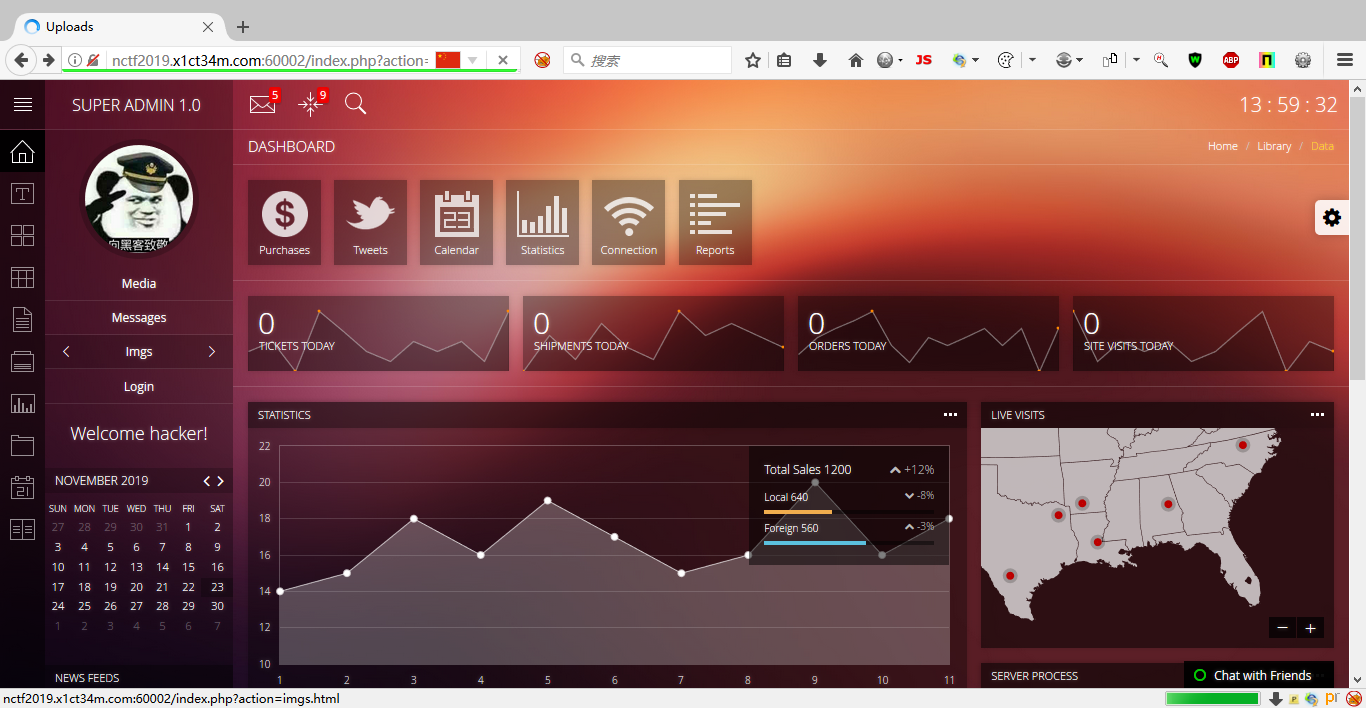 Uploads
nctf2019.x1ct34m.com:60002/index.php?action=
搜索
JS
ABP
SUPER ADMIN 1.0
5
9
13 : 59 : 32
DASHBOARD
Home / Library / Data
向黑客致敬
Purchases
Tweets
23
Calendar
Statistics
Connection
Reports
Media
Messages
Imgs
Login
Welcome hacker!
0
TICKETS TODAY
0
SHIPMENTS TODAY
0
ORDERS TODAY
0
SITE VISITS TODAY
STATISTICS
22
20
18
16
14
12
10
1 2 3 4 5 6 7 8 9 10 11
Total Sales 1200 +12%
Local 640 -8%
Foreign 560 -3%
LIVE VISITS
NOVEMBER 2019
SUN MON TUE WED THU FRI SAT
27 28 29 30 31 1 2
3 4 5 6 7 8 9
10 11 12 13 14 15 16
17 18 19 20 21 22 23
24 25 26 27 28 29 30
1 2 3 4 5 6 7
NEWS FEEDS
SERVER PROCESS
Chat with Friends
nctf2019.x1ct34m.com:60002/index.php?action=imgs.html
pr